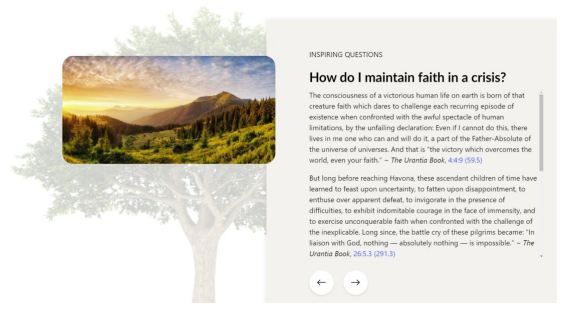 INSPIRING QUESTIONS
How do I maintain faith in a crisis?
The consciousness of a victorious human life on earth is born of that
creature faith which dares to challenge each recurring episode of
existence when confronted with the awful spectacle of human
limitations, by the unfailing declaration: Even if I cannot do this, there
lives in me one who can and will do it, a part of the Father-Absolute of
the universe of universes. And that is "the victory which overcomes the
world, even your faith." ~ The Urantia Book, 4:4:9 (59.5)
But long before reaching Havona, these ascendant children of time have
learned to feast upon uncertainty, to fatten upon disappointment, to
enthuse over apparent defeat, to invigorate in the presence of
difficulties, to exhibit indomitable courage in the face of immensity, and
to exercise unconquerable faith when confronted with the challenge of
the inexplicable. Long since, the battle cry of these pilgrims became: "In
liaison with God, nothing — absolutely nothing — is impossible." ~ The
Urantia Book, 26:5.3 (291.3)